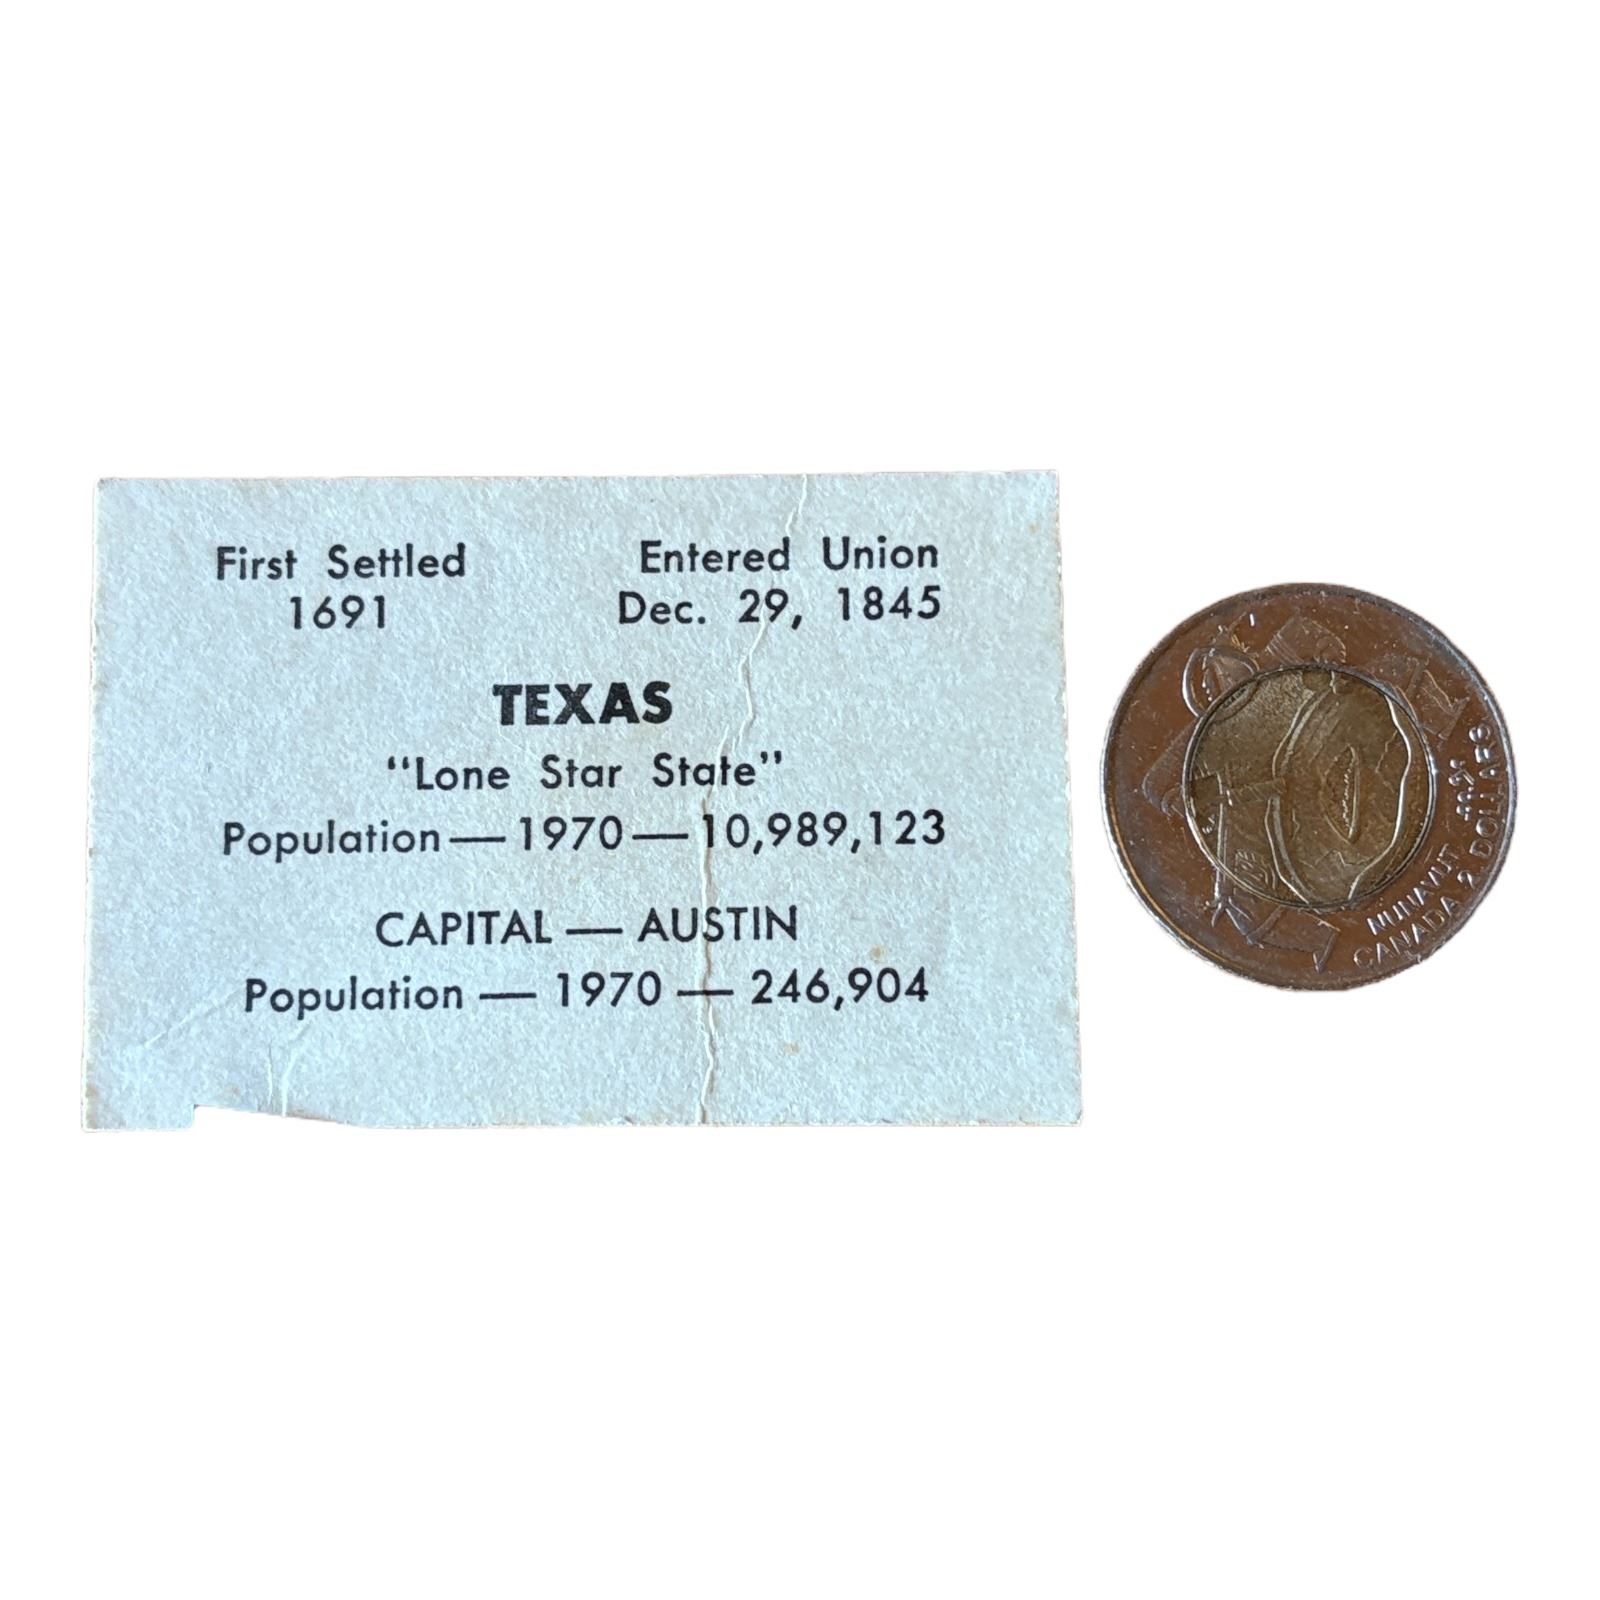 First Settled
1691
Entered Union
Dec. 29, 1845
TEXAS
“Lone Star State”
Population — 1970 — 10,989,123
CAPITAL — AUSTIN
Population — 1970 — 246,904
NUNAVUT
CANADA 2 DOLLARS